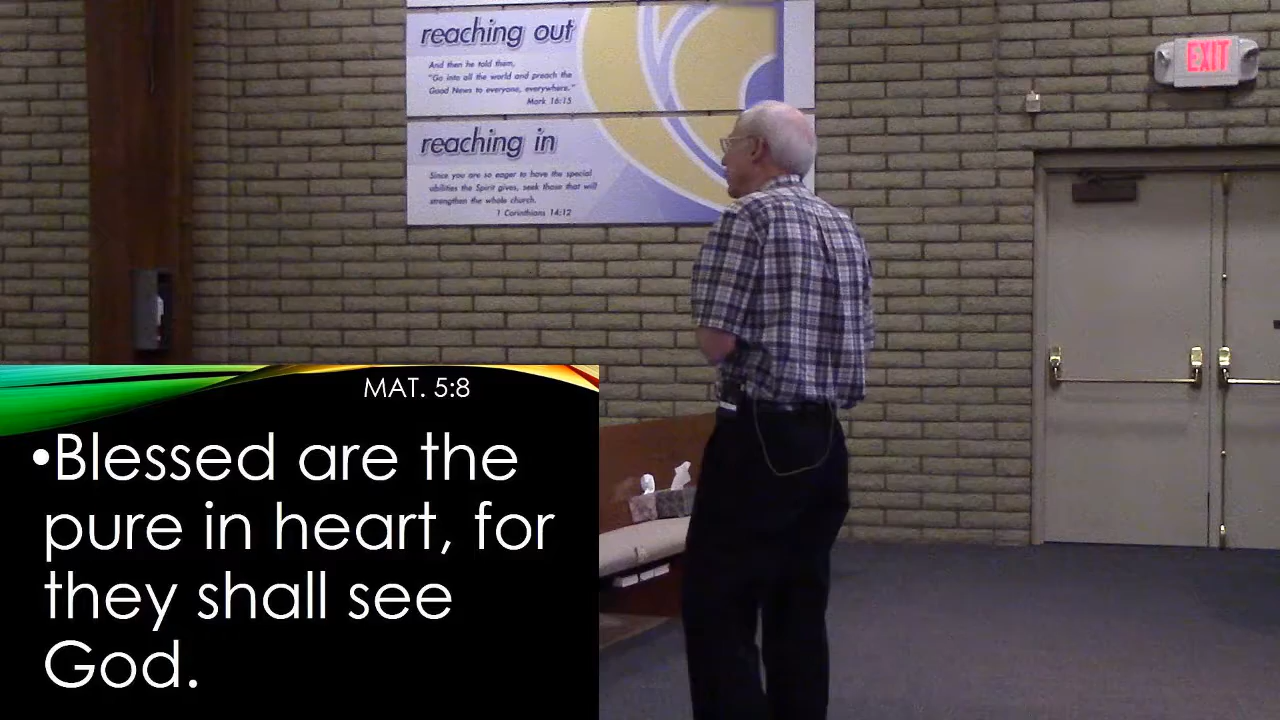 reaching out
And then he told them,
"Go into all the world and preach the
Good News to everyone, everywhere."
Mark 16:15
reaching in
Since you are so eager to have the special
abilities the Spirit gives, seek those that will
strengthen the whole church.
1 Corinthians 14:12
EXIT
MAT. 5:8
•Blessed are the
pure in heart, for
they shall see
God.